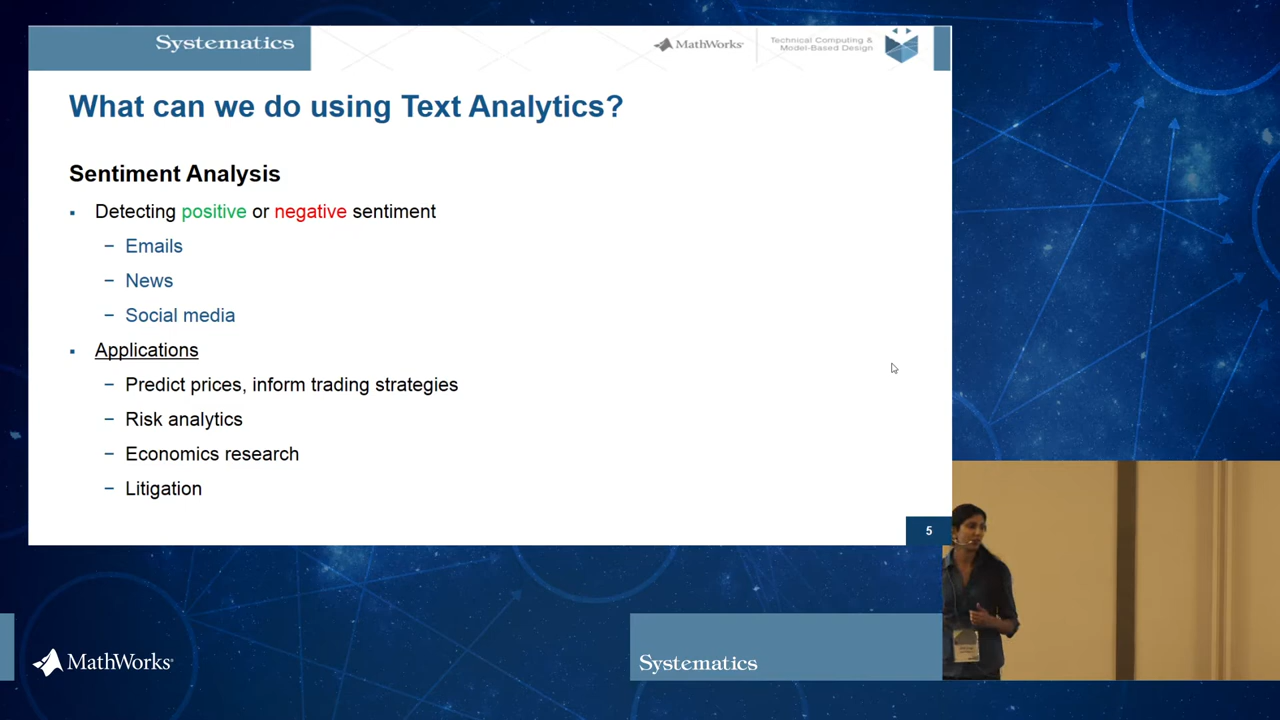 Systematics
MathWorks
Technical Computing &
Model-Based Design
What can we do using Text Analytics?
Sentiment Analysis
▪ Detecting positive or negative sentiment
– Emails
– News
– Social media
▪ Applications
– Predict prices, inform trading strategies
– Risk analytics
– Economics research
– Litigation
5
MathWorks®
Systematics